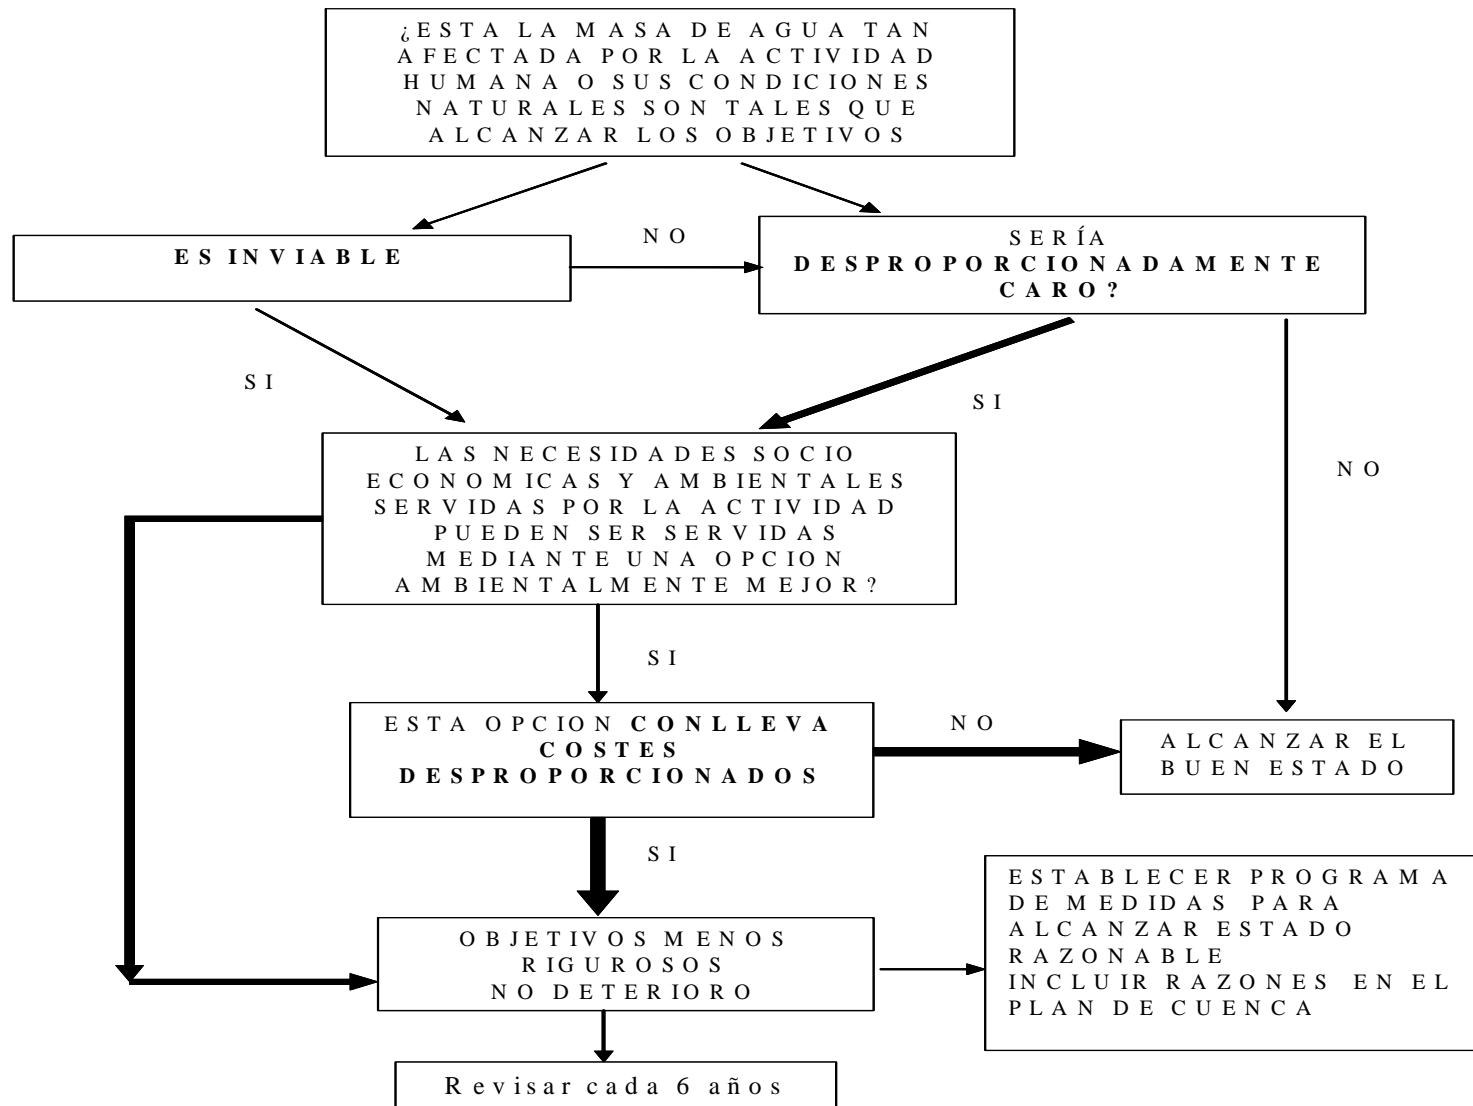 ¿ESTA LA MASA DE AGUA TAN
AFECTADA POR LA ACTIVIDAD
HUMANA O SUS CONDICIONES
NATURALES SON TALES QUE
ALCANZAR LOS OBJETIVOS
ES INVIABLE
NO
SERÍA
DESPROPORCIONADAMENTE
CARO?
SI
SI
NO
LAS NECESIDADES SOCIO
ECONOMICAS Y AMBIENTALES
SERVIDAS POR LA ACTIVIDAD
PUEDEN SER SERVIDAS
MEDIANTE UNA OPCION
AMBIENTALMENTE MEJOR?
SI
ESTA OPCION CONLLEVA
COSTES
DESPROPORCIONADOS
NO
ALCANZAR EL
BUEN ESTADO
SI
OBJETIVOS MENOS
RIGUROSOS
NO DETERIORO
ESTABLECER PROGRAMA
DE MEDIDAS PARA
ALCANZAR ESTADO
RAZONABLE
INCLUIR RAZONES EN EL
PLAN DE CUENCA
Revisar cada 6 años